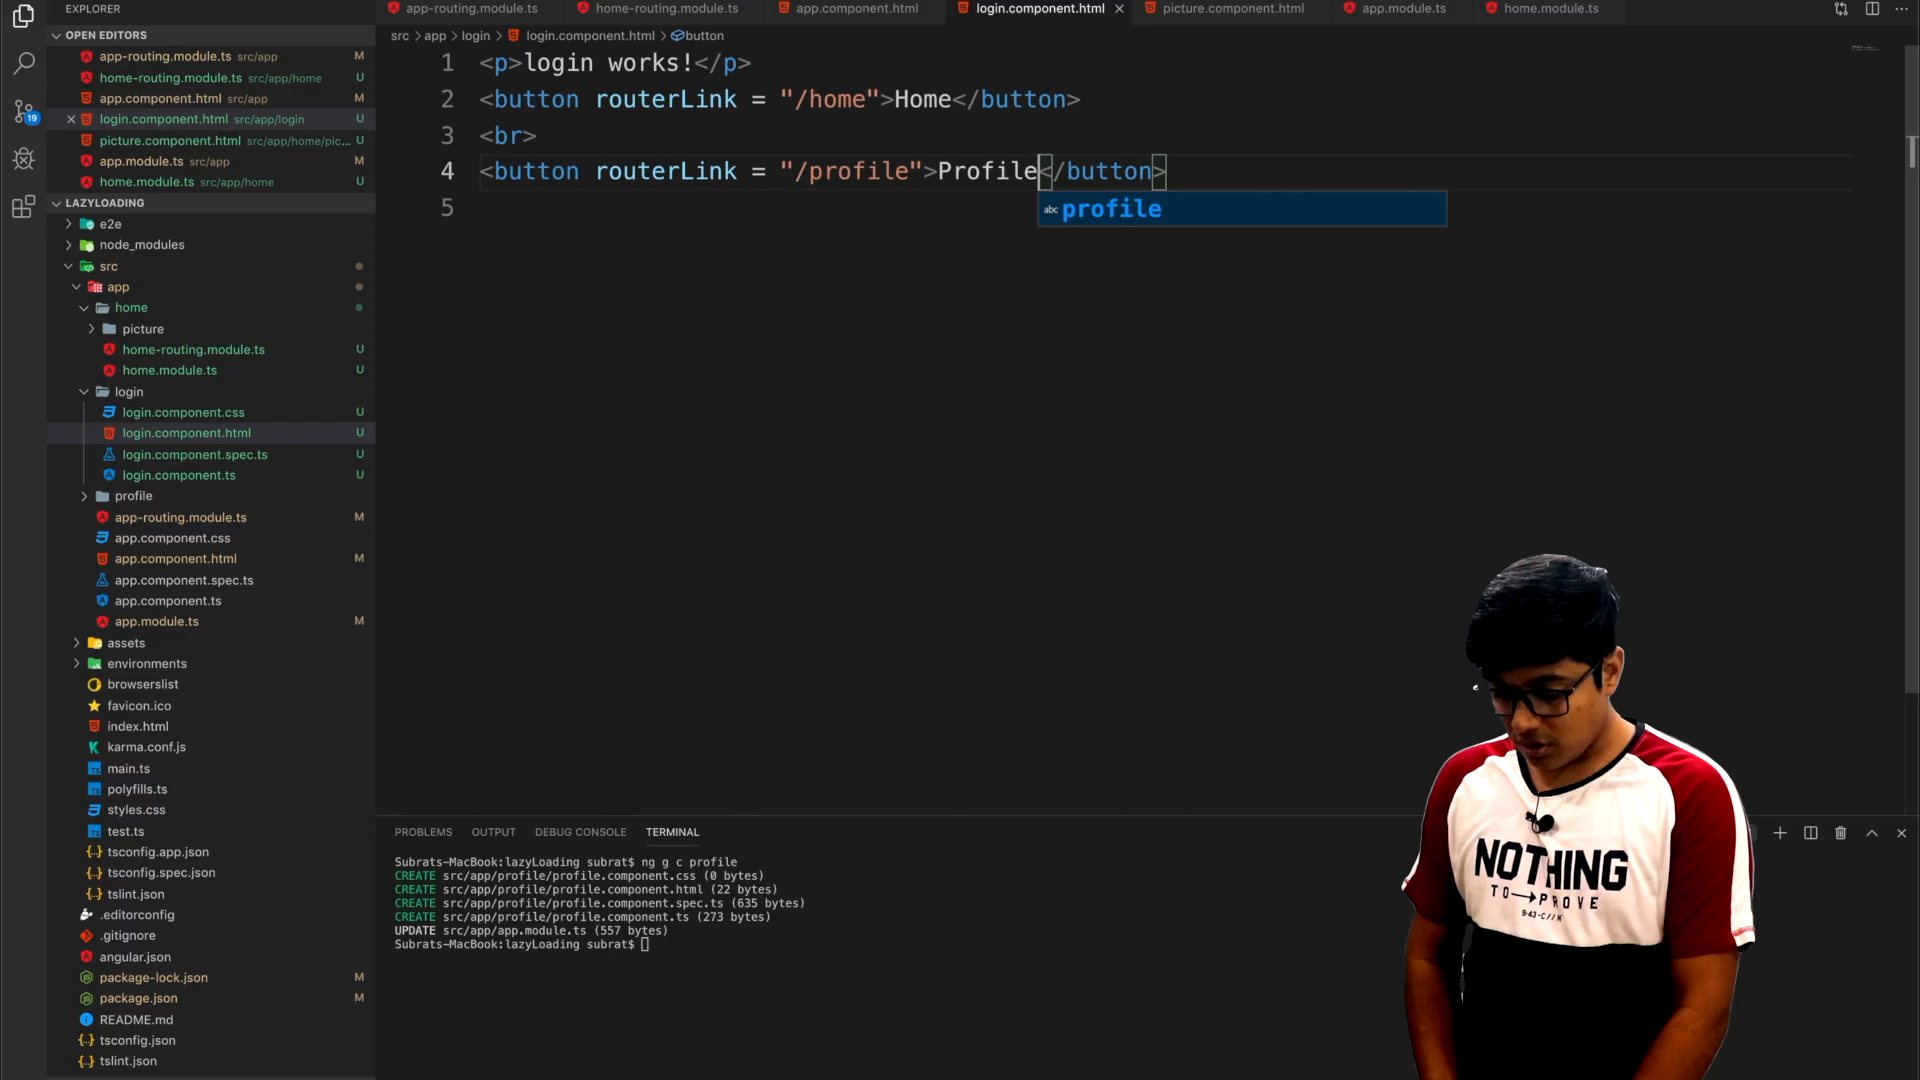 EXPLORER
OPEN EDITORS
app-routing.module.ts src/app M
home-routing.module.ts src/app/home U
app.component.html src/app M
login.component.html src/app/login U
picture.component.html src/app/home/pic... U
app.module.ts src/app M
home.module.ts src/app/home U
LAZYLOADING
e2e
node_modules
src
app
home
picture
home-routing.module.ts U
home.module.ts U
login
login.component.css U
login.component.html U
login.component.spec.ts U
login.component.ts U
profile
app-routing.module.ts M
app.component.css
app.component.html M
app.component.spec.ts
app.component.ts
app.module.ts M
assets
environments
browserslist
favicon.ico
index.html
karma.conf.js
main.ts
polyfills.ts
styles.css
test.ts
tsconfig.app.json
tsconfig.spec.json
tslint.json
.editorconfig
.gitignore
angular.json
package-lock.json M
package.json M
README.md
tsconfig.json
tslint.json
19
app-routing.module.ts home-routing.module.ts app.component.html login.component.html picture.component.html app.module.ts home.module.ts
src > app > login > login.component.html > button
1 <p>login works!</p>
2 <button routerLink = "/home">Home</button>
3 <br>
4 <button routerLink = "/profile">Profile</button>
abc profile
5
PROBLEMS OUTPUT DEBUG CONSOLE TERMINAL
Subrats-MacBook:lazyLoading subrat$ ng g c profile
CREATE src/app/profile/profile.component.css (0 bytes)
CREATE src/app/profile/profile.component.html (22 bytes)
CREATE src/app/profile/profile.component.spec.ts (635 bytes)
CREATE src/app/profile/profile.component.ts (273 bytes)
UPDATE src/app/app.module.ts (557 bytes)
Subrats-MacBook:lazyLoading subrat$
NOTHING
TO PROVE
9-43-C//K